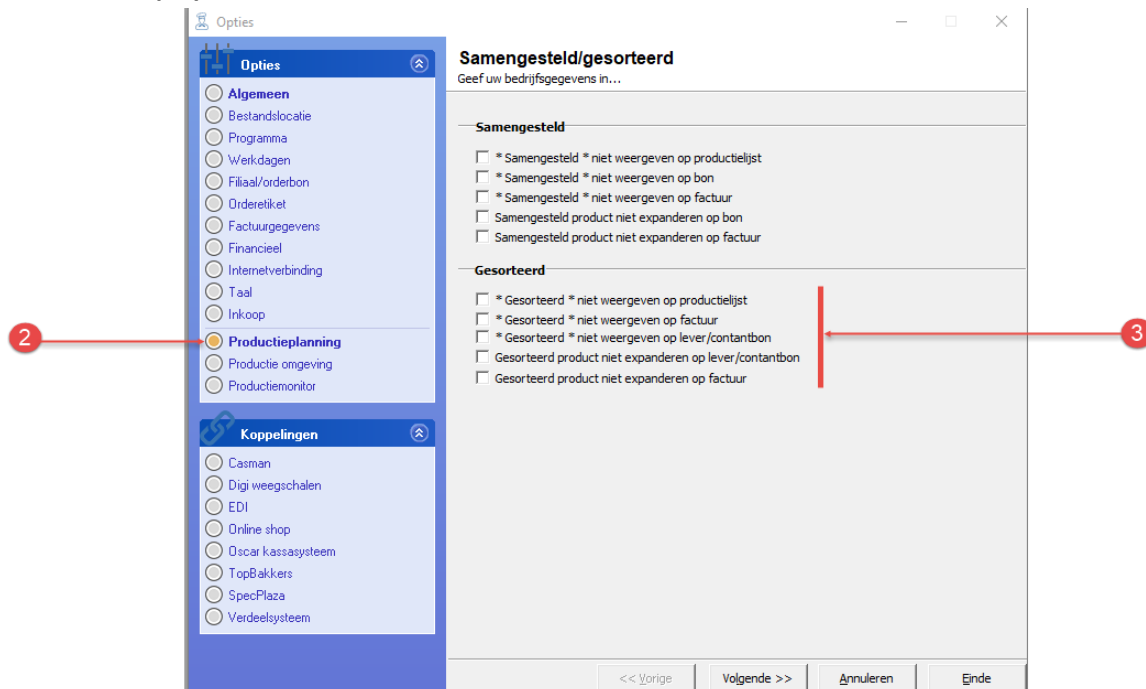 Opties
Opties
Algemeen
Bestandslocatie
Programma
Werkdagen
Filiaal/orderbon
Orderetiket
Factuurgegevens
Financieel
Internetverbinding
Taal
Inkoop
2
Productieplanning
Productie omgeving
Productiemonitor
Koppelingen
Casman
Digi weegschalen
EDI
Online shop
Oscar kassasysteem
TopBakkers
SpecPlaza
Verdeelsysteem
Samengesteld/gesorteerd
Geef uw bedrijfsgegevens in...
Samengesteld
* Samengesteld * niet weergeven op productielijst
* Samengesteld * niet weergeven op bon
* Samengesteld * niet weergeven op factuur
Samengesteld product niet expanderen op bon
Samengesteld product niet expanderen op factuur
Gesorteerd
* Gesorteerd * niet weergeven op productielijst
* Gesorteerd * niet weergeven op factuur
* Gesorteerd * niet weergeven op lever/contantbon
Gesorteerd product niet expanderen op lever/contantbon
Gesorteerd product niet expanderen op factuur
3
<< Vorige Volgende >> Annuleren Einde